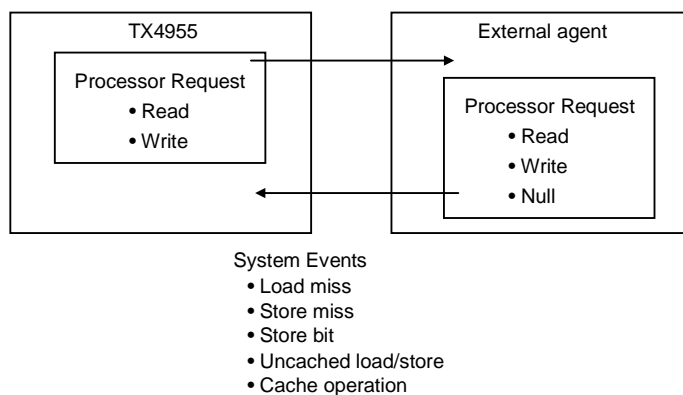 TX4955
Processor Request
• Read
• Write
External agent
Processor Request
• Read
• Write
• Null
System Events
• Load miss
• Store miss
• Store bit
• Uncached load/store
• Cache operation